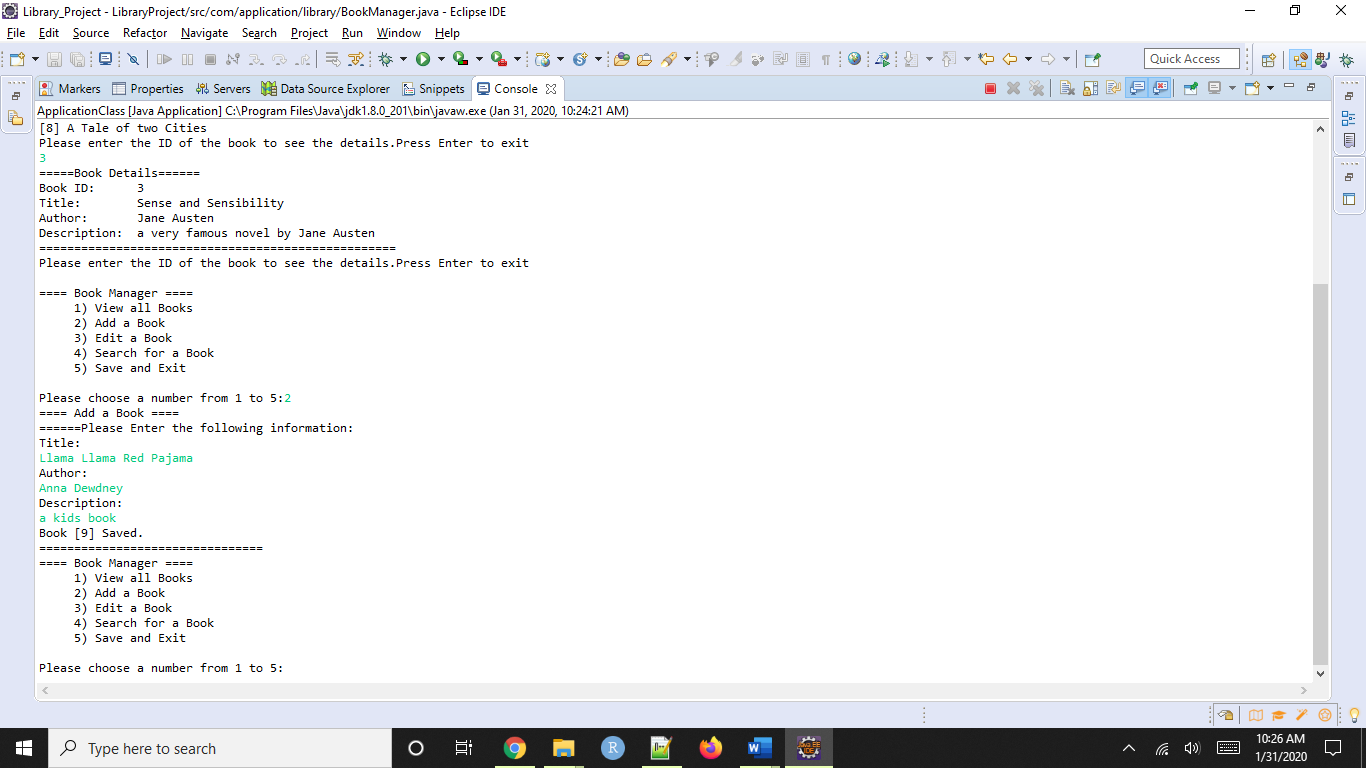 Library_Project - LibraryProject/src/com/application/library/BookManager.java - Eclipse IDE
File Edit Source Refactor Navigate Search Project Run Window Help
Quick Access
Markers Properties Servers Data Source Explorer Snippets Console
ApplicationClass [Java Application] C:\Program Files\Java\jdk1.8.0_201\bin\javaw.exe (Jan 31, 2020, 10:24:21 AM)
[8] A Tale of two Cities
Please enter the ID of the book to see the details.Press Enter to exit
3
=====Book Details======
Book ID: 3
Title: Sense and Sensibility
Author: Jane Austen
Description: a very famous novel by Jane Austen
===================================================
Please enter the ID of the book to see the details.Press Enter to exit
==== Book Manager ====
1) View all Books
2) Add a Book
3) Edit a Book
4) Search for a Book
5) Save and Exit
Please choose a number from 1 to 5:2
==== Add a Book ====
======Please Enter the following information:
Title:
Llama Llama Red Pajama
Author:
Anna Dewdney
Description:
a kids book
Book [9] Saved.
================================
==== Book Manager ====
1) View all Books
2) Add a Book
3) Edit a Book
4) Search for a Book
5) Save and Exit
Please choose a number from 1 to 5:
Type here to search
10:26 AM
1/31/2020